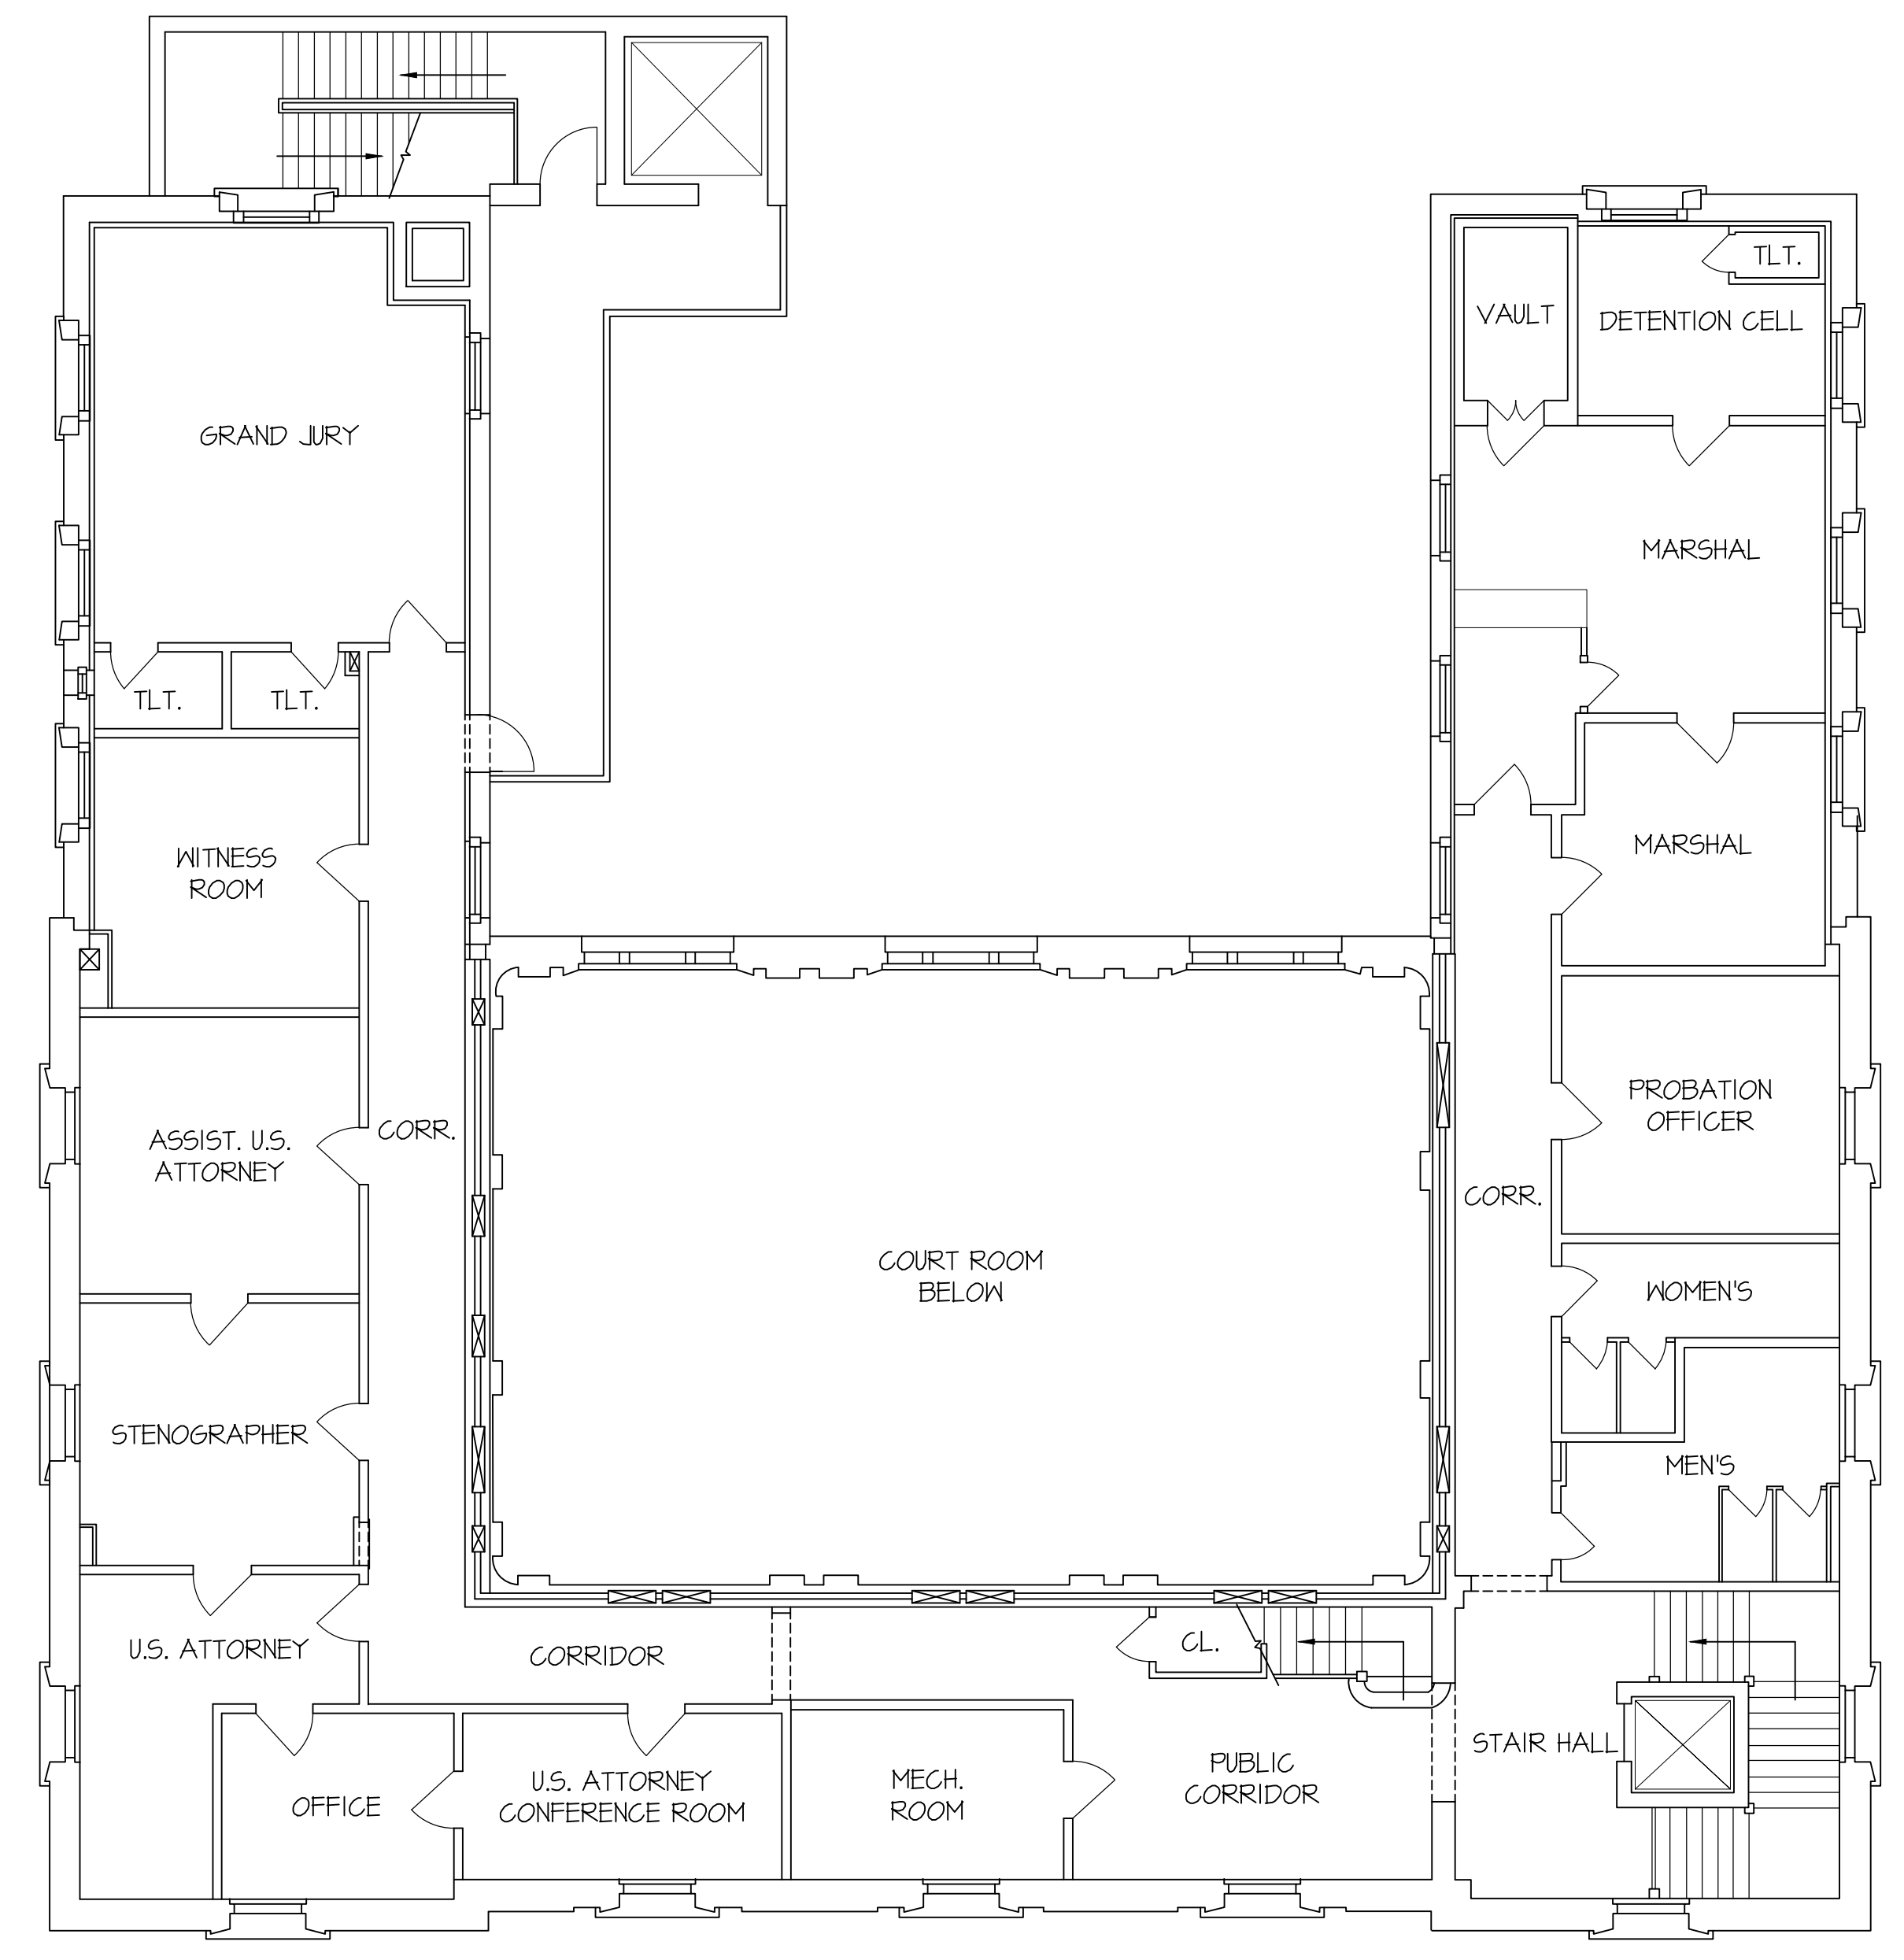 TLT.
VAULT
DETENTION CELL
GRAND JURY
MARSHAL
TLT.
TLT.
MARSHAL
WITNESS
ROOM
PROBATION
OFFICER
CORR.
ASSIST. U.S.
ATTORNEY
CORR.
COURT ROOM
BELOW
WOMEN'S
STENOGRAPHER
MEN'S
U.S. ATTORNEY
CORRIDOR
CL.
STAIR HALL
OFFICE
U.S. ATTORNEY
CONFERENCE ROOM
MECH.
ROOM
PUBLIC
CORRIDOR